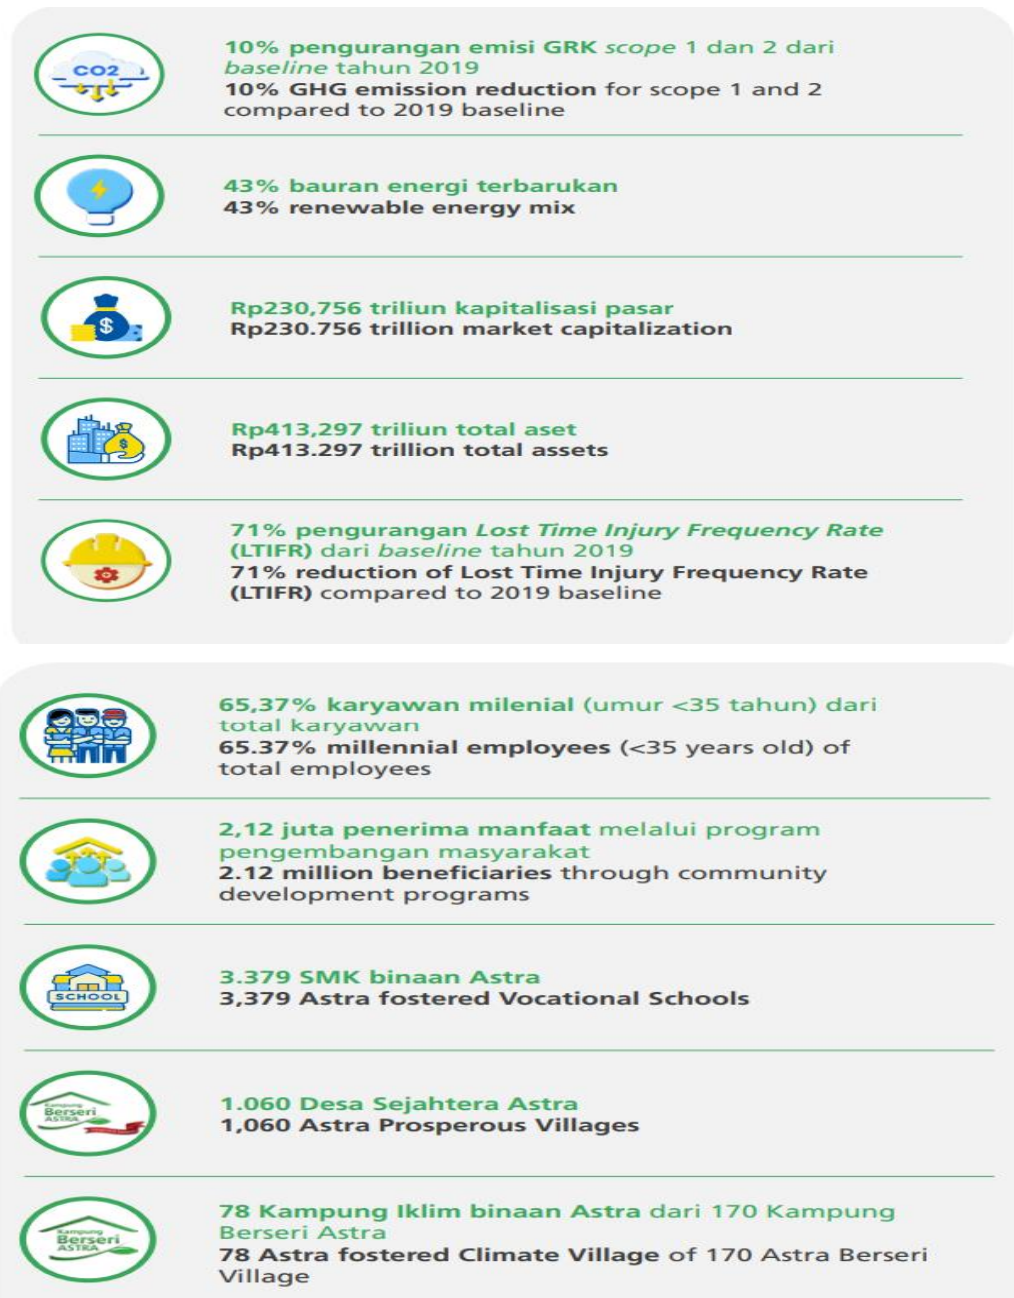 CO2
10% pengurangan emisi GRK scope 1 dan 2 dari
baseline tahun 2019
10% GHG emission reduction for scope 1 and 2
compared to 2019 baseline
43% bauran energi terbarukan
43% renewable energy mix
Rp230,756 triliun kapitalisasi pasar
Rp230.756 trillion market capitalization
$
Rp413,297 triliun total aset
Rp413.297 trillion total assets
$
71% pengurangan Lost Time Injury Frequency Rate
(LTIFR) dari baseline tahun 2019
71% reduction of Lost Time Injury Frequency Rate
(LTIFR) compared to 2019 baseline
65,37% karyawan milenial (umur <35 tahun) dari
total karyawan
65.37% millennial employees (<35 years old) of
total employees
2,12 juta penerima manfaat melalui program
pengembangan masyarakat
2.12 million beneficiaries through community
development programs
SCHOOL
3.379 SMK binaan Astra
3,379 Astra fostered Vocational Schools
Kampung
Berseri
ASTRA
1.060 Desa Sejahtera Astra
1,060 Astra Prosperous Villages
Kampung
Berseri
ASTRA
78 Kampung Iklim binaan Astra dari 170 Kampung
Berseri Astra
78 Astra fostered Climate Village of 170 Astra Berseri
Village